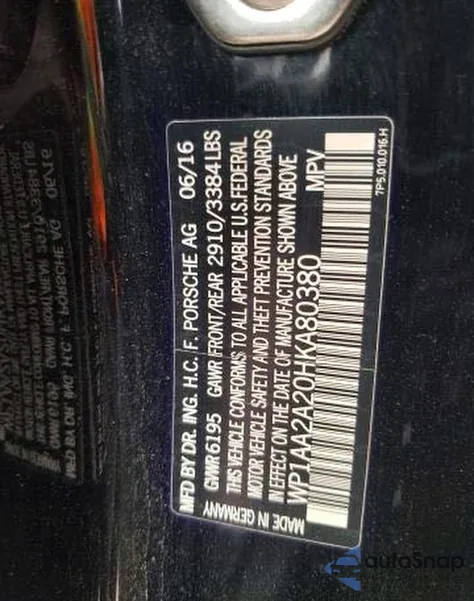 MFD BY DR. ING. H.C. F. PORSCHE AG 06/16
GVWR 6195 GAWR FRONT/REAR 2910/3384 LBS
THIS VEHICLE CONFORMS TO ALL APPLICABLE U.S. FEDERAL
MOTOR VEHICLE SAFETY AND THEFT PREVENTION STANDARDS
IN EFFECT ON THE DATE OF MANUFACTURE SHOWN ABOVE
WP1AA2A20HKA80380 MPV
MADE IN GERMANY
7P5.010.016.H
autoSnap